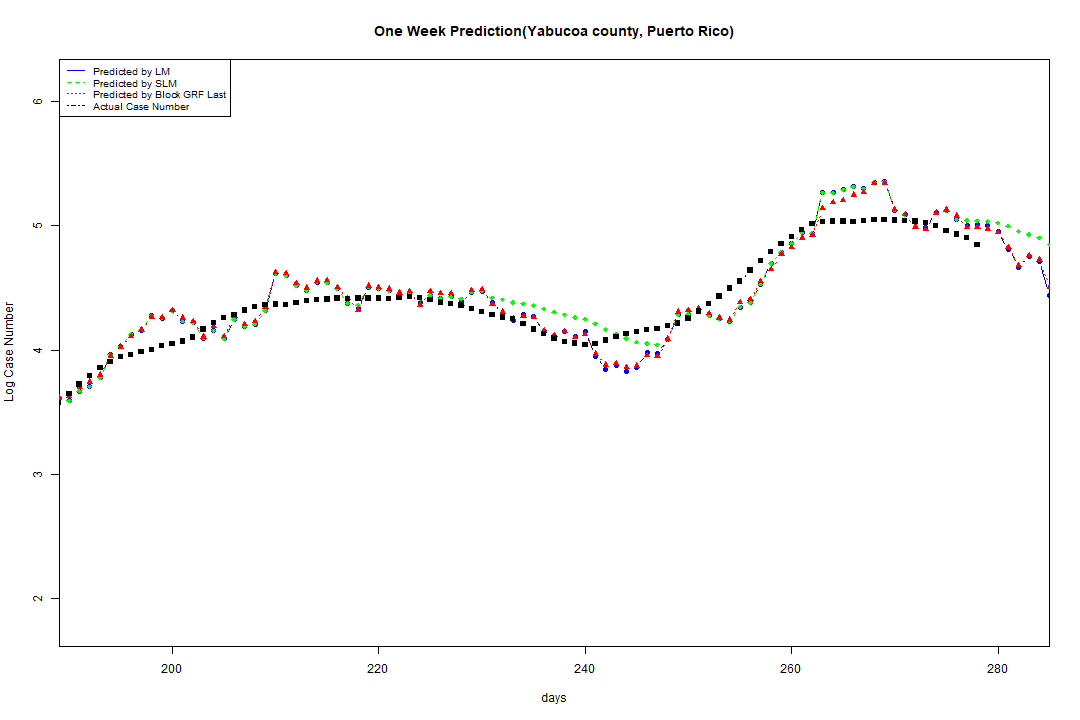 One Week Prediction(Yabucoa county, Puerto Rico)
Predicted by LM
Predicted by SLM
Predicted by Block GRF Last
Actual Case Number
6
5
4
3
2
Log Case Number
200 220 240 260 280
days